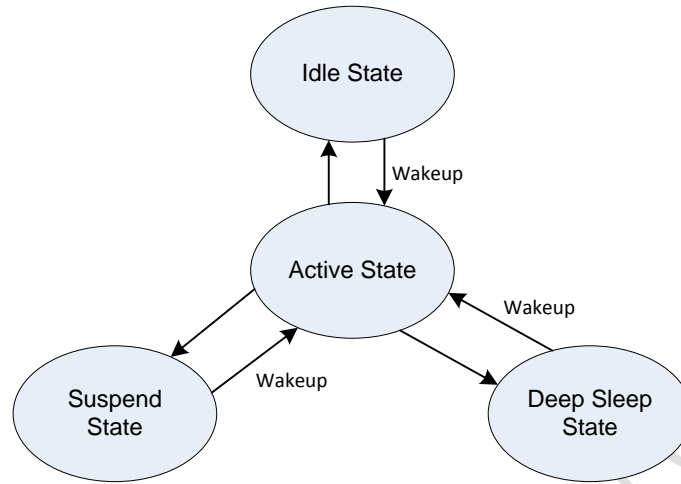 Idle State
Wakeup
Active State
Wakeup
Wakeup
Suspend
State
Deep Sleep
State